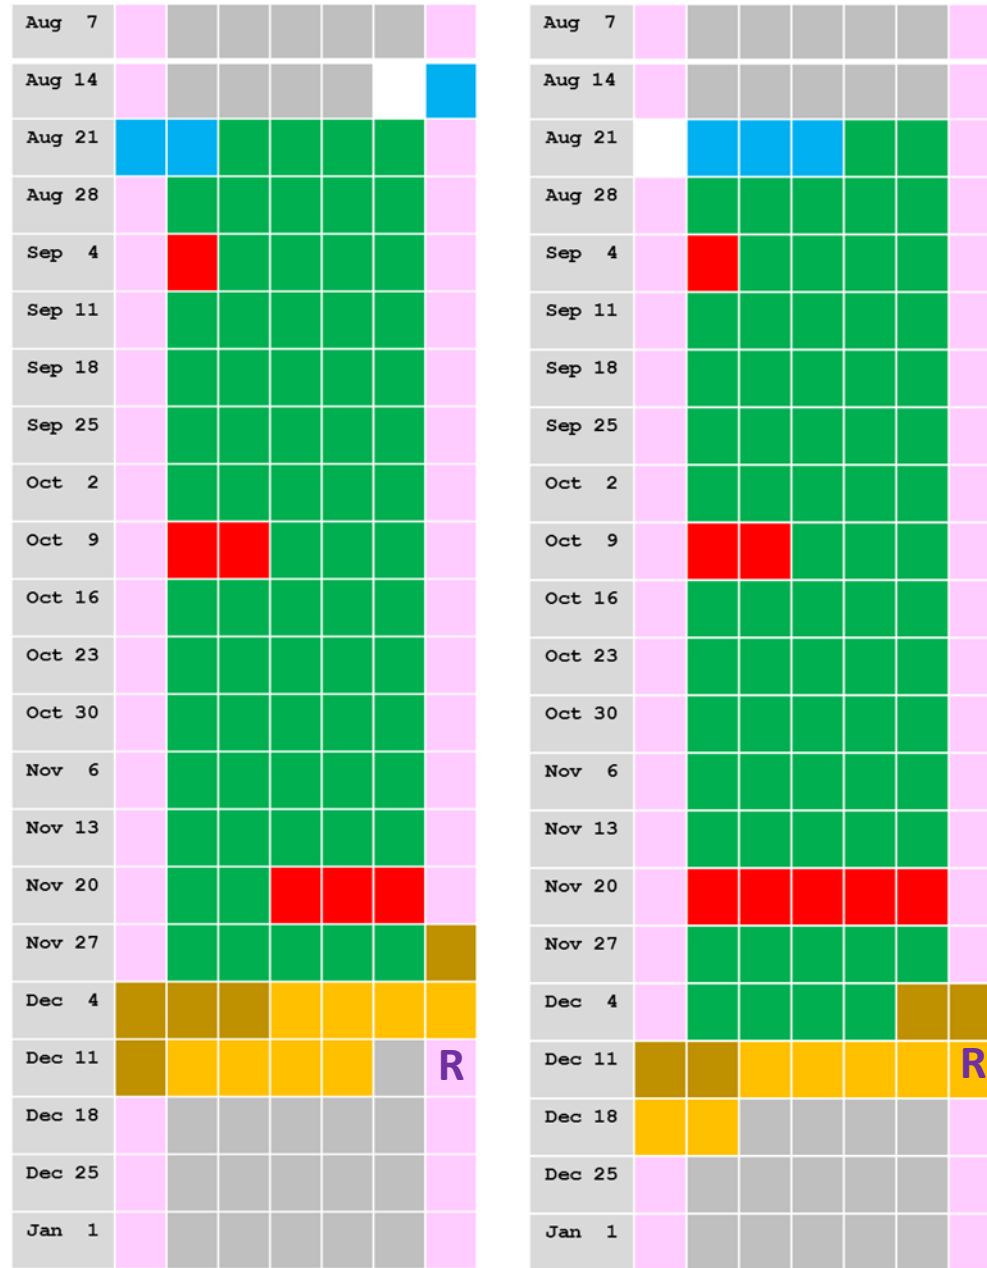 Aug 7
Aug 14
Aug 21
Aug 28
Sep 4
Sep 11
Sep 18
Sep 25
Oct 2
Oct 9
Oct 16
Oct 23
Oct 30
Nov 6
Nov 13
Nov 20
Nov 27
Dec 4
Dec 11 R
Dec 18
Dec 25
Jan 1
Aug 7
Aug 14
Aug 21
Aug 28
Sep 4
Sep 11
Sep 18
Sep 25
Oct 2
Oct 9
Oct 16
Oct 23
Oct 30
Nov 6
Nov 13
Nov 20
Nov 27
Dec 4
Dec 11 R
Dec 18
Dec 25
Jan 1